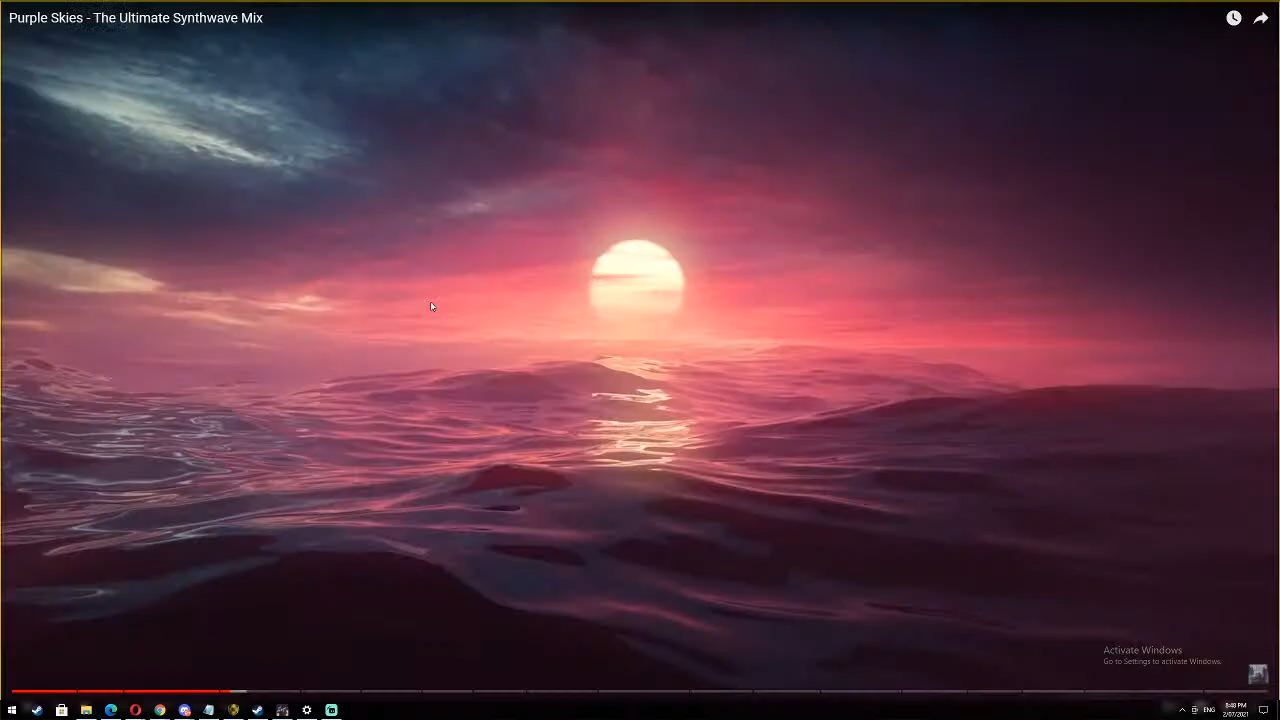 Purple Skies - The Ultimate Synthwave Mix
Activate Windows
Go to Settings to activate Windows.
ENG
8:48 PM
2/07/2021